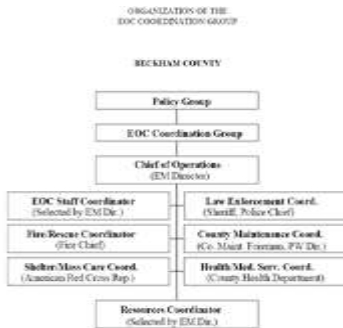 ORGANIZATION OF THE
EOC COORDINATION GROUP
BECKHAM COUNTY
Policy Group
EOC Coordination Group
Chief of Operations
(EM Director)
EOC Staff Coordinator
(Selected by EM Dir.)
Law Enforcement Coord.
(Sheriff, Police Chief)
Fire/Rescue Coordinator
(Fire Chief)
County Maintenance Coord.
(Co. Maint. Foreman, PW Dir.)
Shelter/Mass Care Coord.
(American Red Cross Rep.)
Health/Med. Serv. Coord.
(County Health Department)
Resources Coordinator
(Selected by EM Dir.)